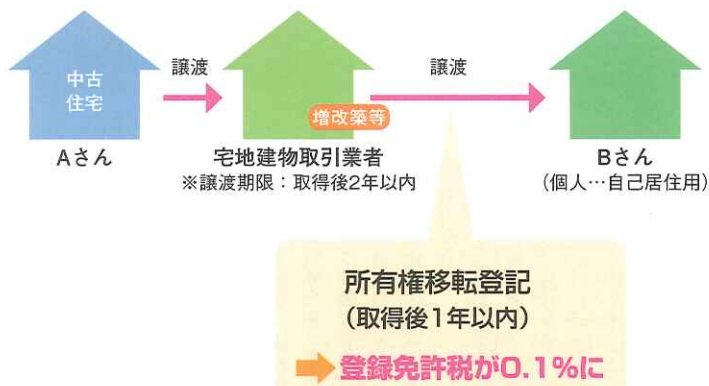 中古
住宅
譲渡
譲渡
増改築等
Aさん
宅地建物取引業者
※譲渡期限：取得後2年以内
Bさん
（個人…自己居住用）
所有権移転登記
（取得後1年以内）
➡登録免許税が0.1%に